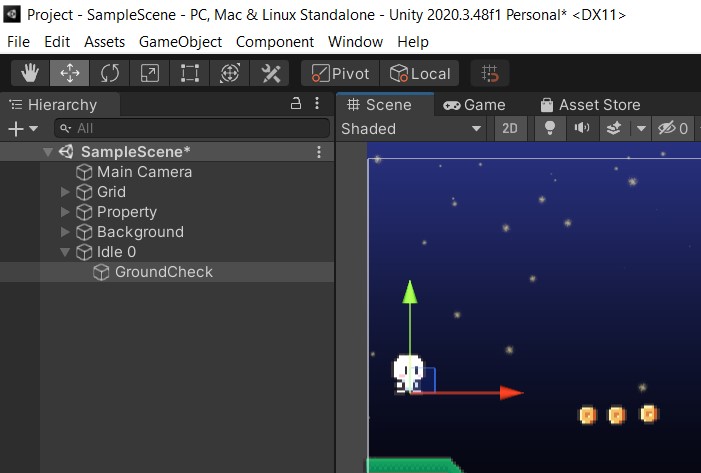 Project - SampleScene - PC, Mac & Linux Standalone - Unity 2020.3.48f1 Personal* <DX11>
File Edit Assets GameObject Component Window Help
Pivot Local
Hierarchy Scene Game Asset Store
All Shaded 2D 0
SampleScene*
Main Camera
Grid
Property
Background
Idle 0
GroundCheck